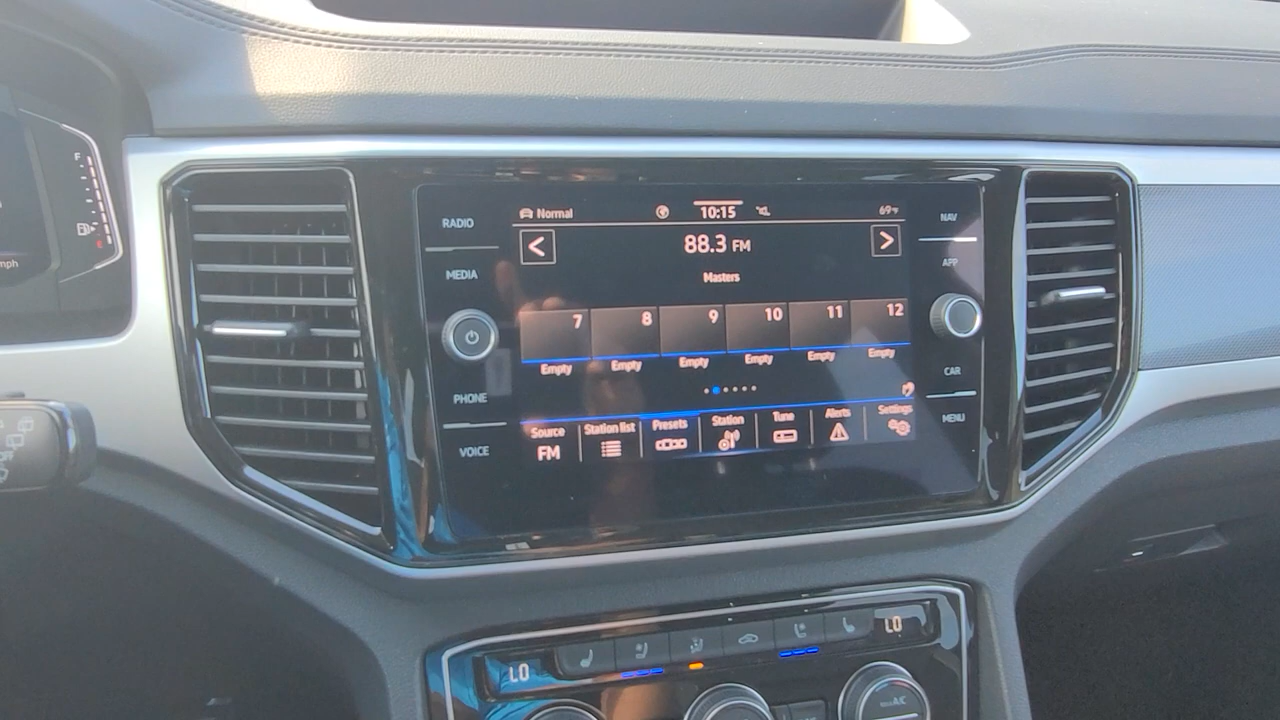 F
mph
RADIO
MEDIA
PHONE
VOICE
Normal 10:15 69°F
< 88.3 FM >
Masters
7 8 9 10 11 12
Empty Empty Empty Empty Empty Empty
Source Station list Presets Station Tune Alerts Settings
FM
NAV
APP
CAR
MENU
LO LO
A/C